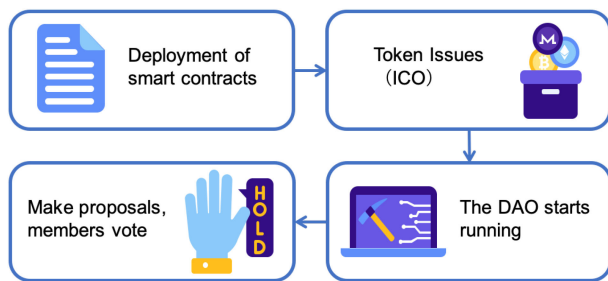 Deployment of
smart contracts
Token Issues
（ICO）
The DAO starts
running
Make proposals,
members vote
HOLD